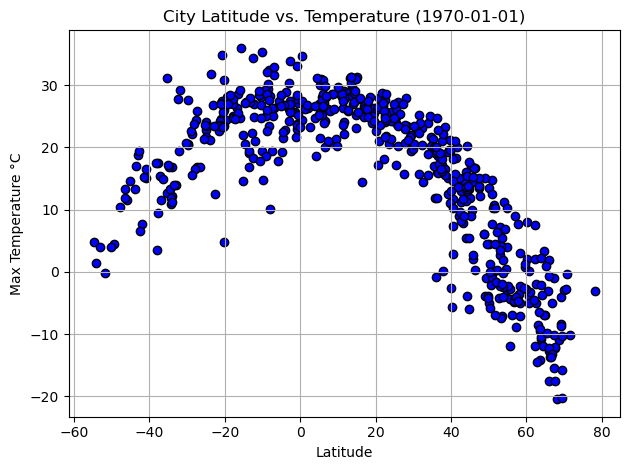 City Latitude vs. Temperature (1970-01-01)
Max Temperature °C
30
20
10
0
−10
−20
−60 −40 −20 0 20 40 60 80
Latitude